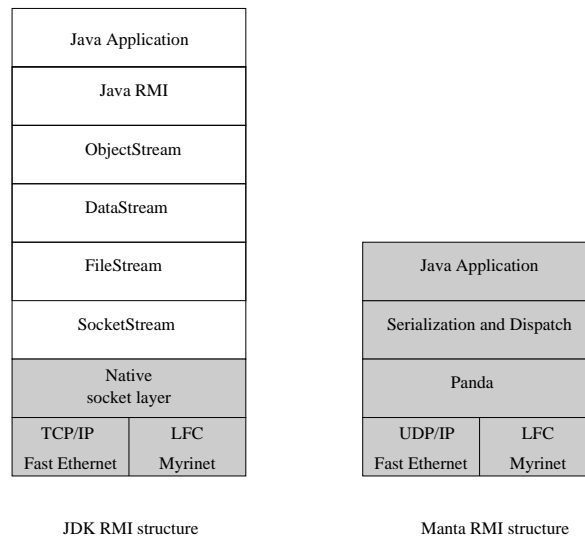 Java Application
Java RMI
ObjectStream
DataStream
FileStream
SocketStream
Native
socket layer
TCP/IP
Fast Ethernet
LFC
Myrinet
JDK RMI structure
Java Application
Serialization and Dispatch
Panda
UDP/IP
Fast Ethernet
LFC
Myrinet
Manta RMI structure